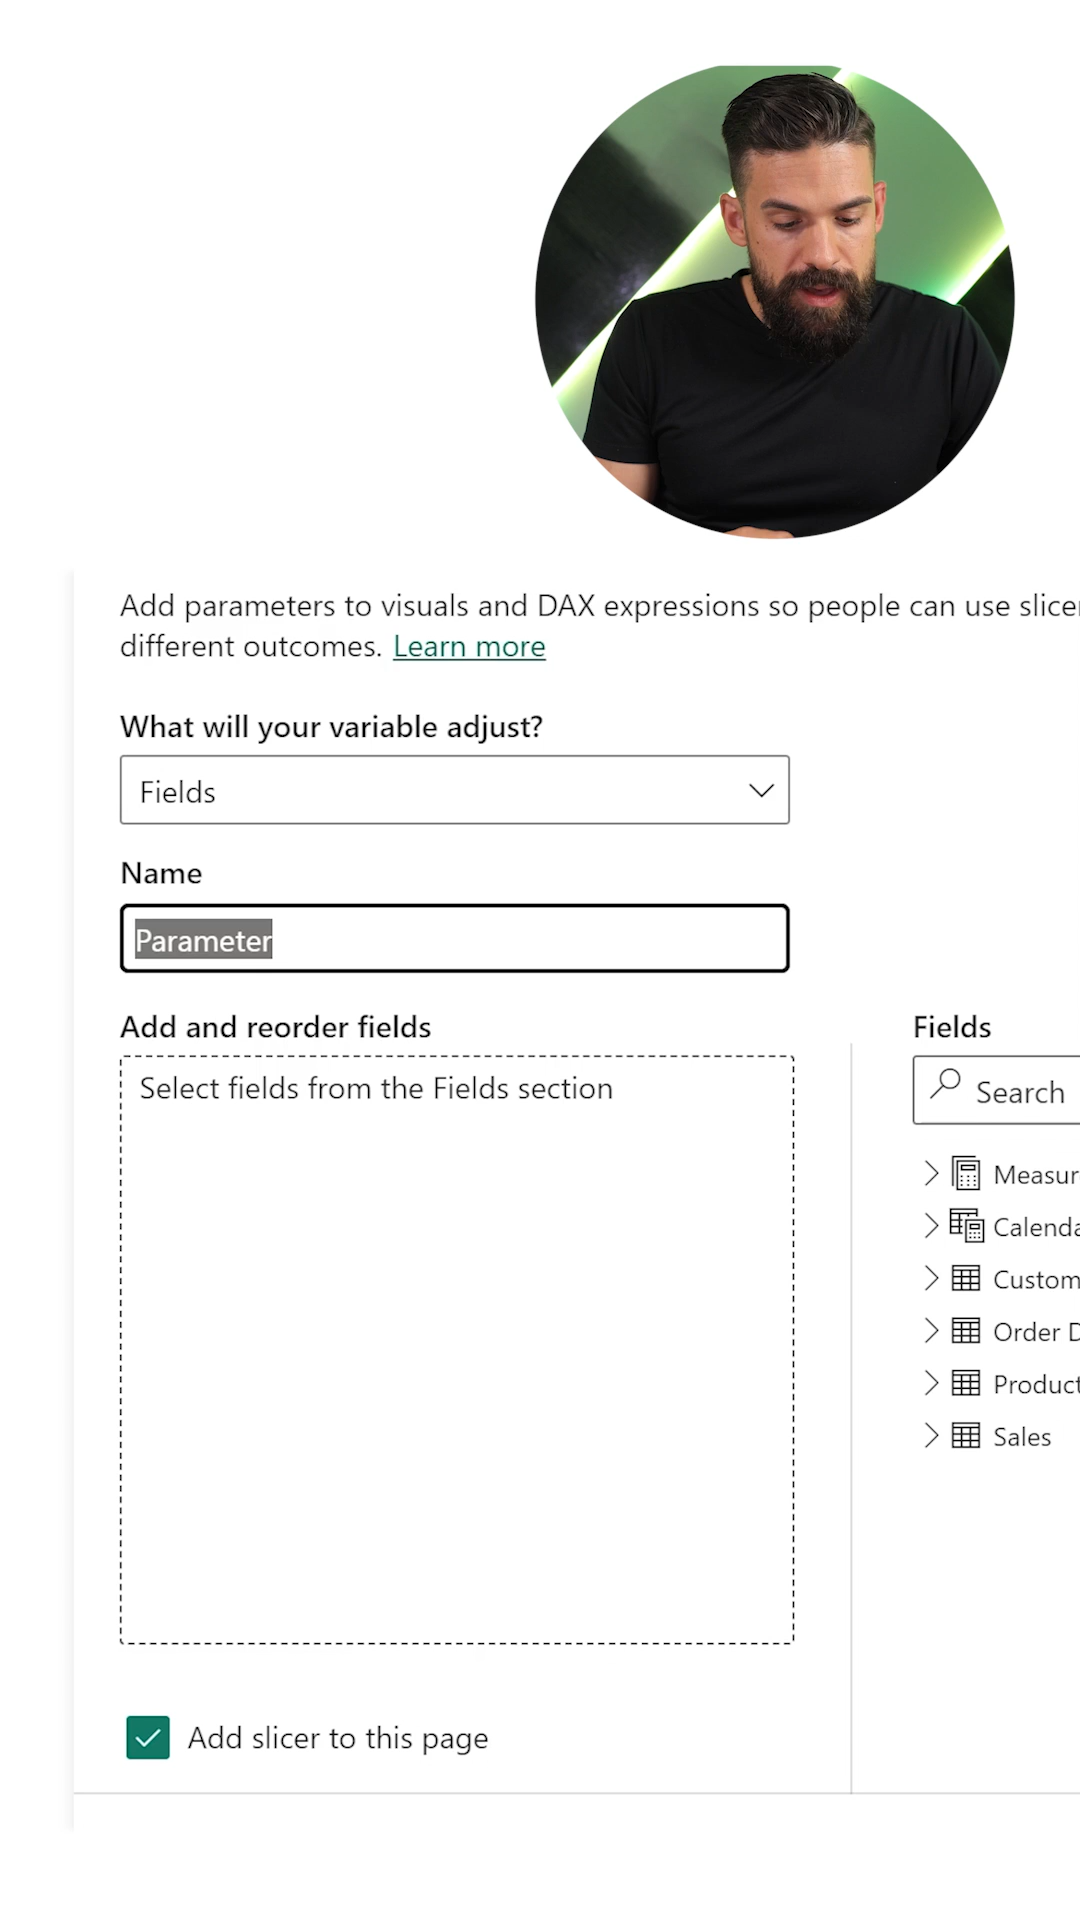 Add parameters to visuals and DAX expressions so people can use
different outcomes. Learn more
What will your variable adjust?
Fields
Name
Parameter
Add and reorder fields
Select fields from the Fields section
Fields
Search
Order
Sales
Add slicer to this page